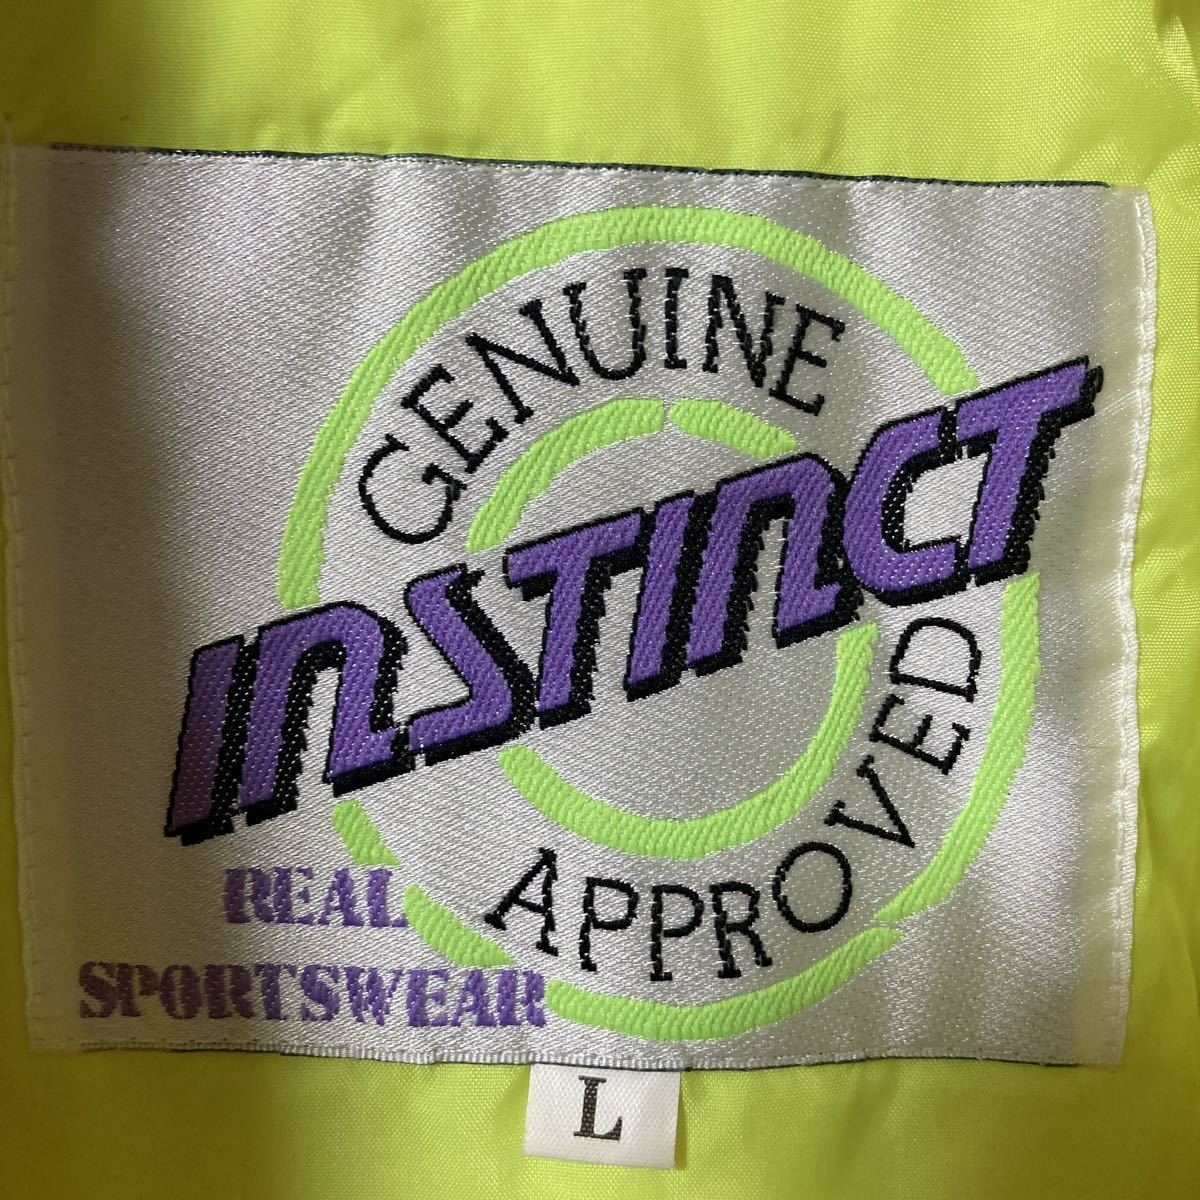 GENUINE
INSTINCT
APPROVED
REAL
SPORTSWEAR
L